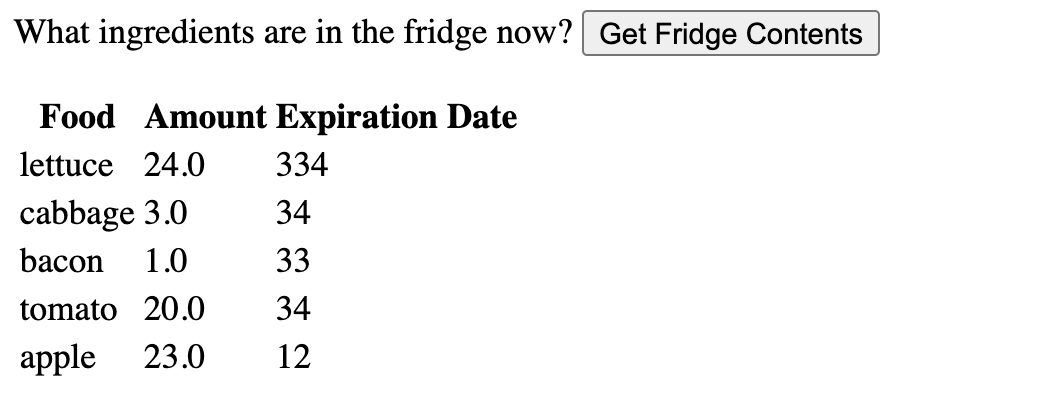 What ingredients are in the fridge now? Get Fridge Contents
Food Amount Expiration Date
lettuce 24.0 334
cabbage 3.0 34
bacon 1.0 33
tomato 20.0 34
apple 23.0 12